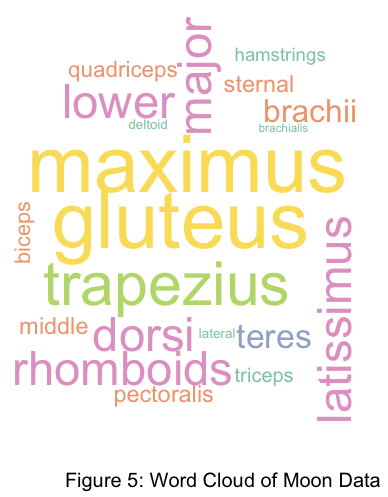 major
hamstrings
quadriceps
sternal
lower
brachii
deltoid
brachialis
maximus
gluteus
biceps
latissimus
trapezius
middle
dorsi
lateral
teres
rhomboids
triceps
pectoralis
Figure 5: Word Cloud of Moon Data